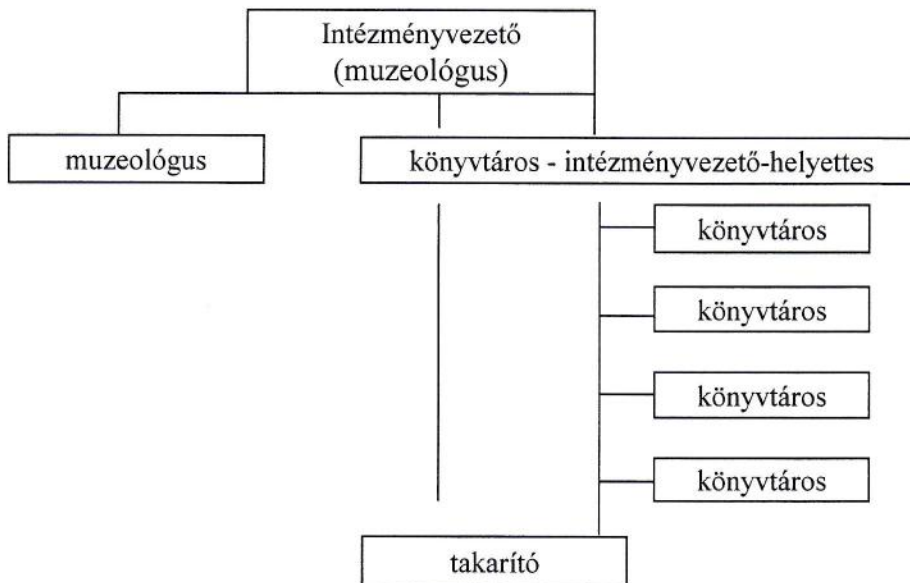 Intézményvezető
(muzeológus)
muzeológus
könyvtáros - intézményvezető-helyettes
könyvtáros
könyvtáros
könyvtáros
könyvtáros
takarító